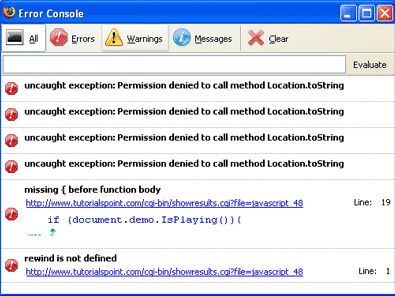 Error Console
All Errors Warnings Messages Clear
Evaluate
uncaught exception: Permission denied to call method Location.toString
uncaught exception: Permission denied to call method Location.toString
uncaught exception: Permission denied to call method Location.toString
uncaught exception: Permission denied to call method Location.toString
missing { before function body
http://www.tutorialspoint.com/cgi-bin/showresults.cgi?file=javascript_48 Line: 19
if (document.demo.IsPlaying()){
rewind is not defined
http://www.tutorialspoint.com/cgi-bin/showresults.cgi?file=javascript_48 Line: 1